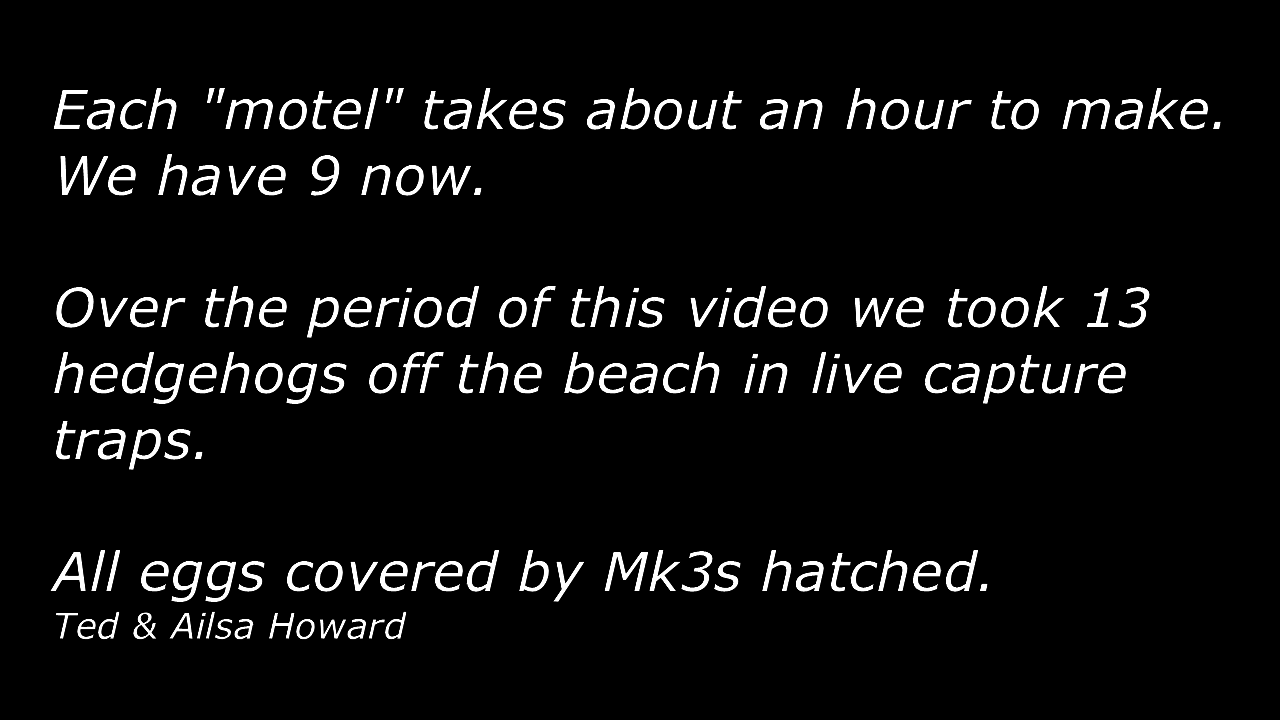 Each "motel" takes about an hour to make.
We have 9 now.
Over the period of this video we took 13
hedgehogs off the beach in live capture
traps.
All eggs covered by Mk3s hatched.
Ted & Ailsa Howard